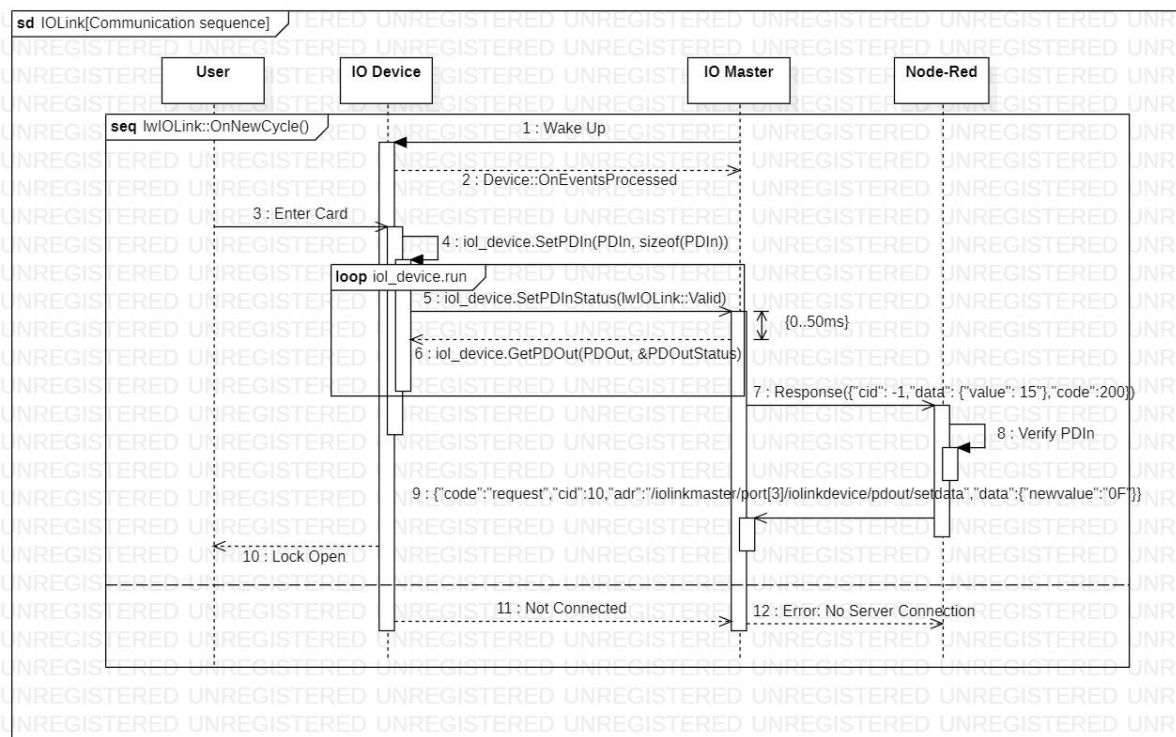 sd IOLink[Communication sequence]
User
IO Device
IO Master
Node-Red
seq lwIOLink::OnNewCycle()
1 : Wake Up
2 : Device::OnEventsProcessed
3 : Enter Card
4 : iol_device.SetPDIn(PDIn, sizeof(PDIn))
loop iol_device.run
5 : iol_device.SetPDInStatus(lwIOLink::Valid)
{0..50ms}
6 : iol_device.GetPDOut(PDOut, &PDOutStatus)
7 : Response({"cid": -1,"data": {"value": 15"},"code":200})
8 : Verify PDIn
9 : {"code":"request","cid":10,"adr":"/iolinkmaster/port[3]/iolinkdevice/pdout/setdata","data":{"newvalue":"0F"}}
10 : Lock Open
11 : Not Connected
12 : Error: No Server Connection
UNREGISTERED